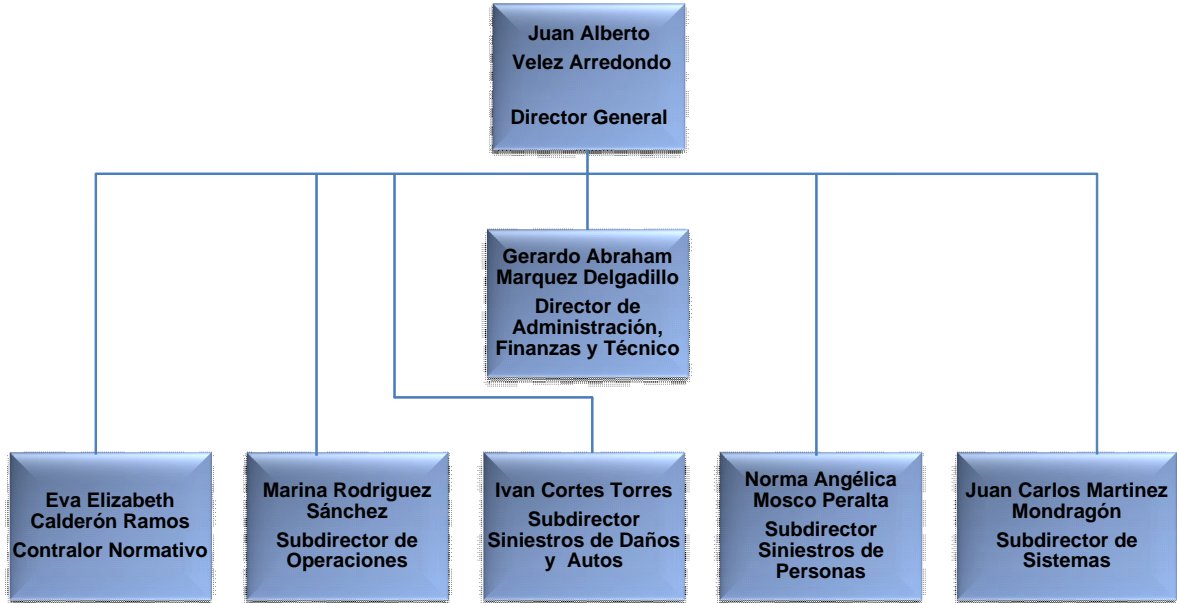 Juan Alberto
Velez Arredondo
Director General
Gerardo Abraham
Marquez Delgadillo
Director de
Administración,
Finanzas y Técnico
Eva Elizabeth
Calderón Ramos
Contralor Normativo
Marina Rodriguez
Sánchez
Subdirector de
Operaciones
Ivan Cortes Torres
Subdirector
Siniestros de Daños
y Autos
Norma Angélica
Mosco Peralta
Subdirector
Siniestros de
Personas
Juan Carlos Martinez
Mondragón
Subdirector de
Sistemas